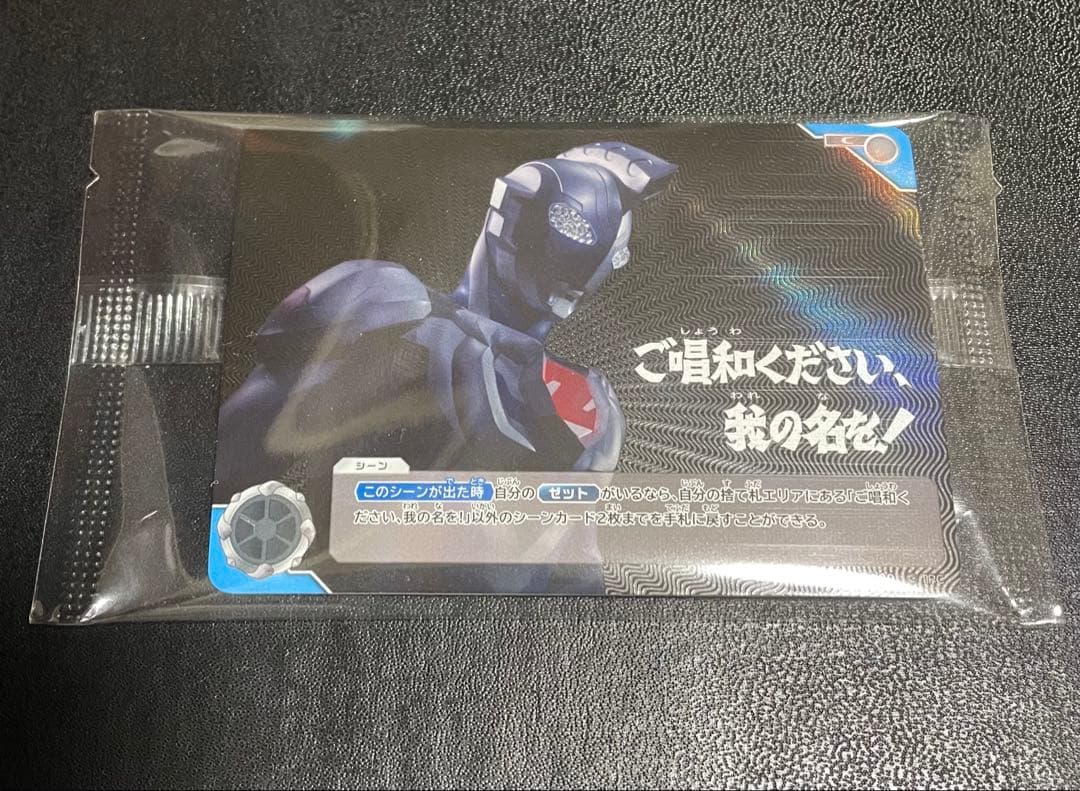 ご唱和ください、
我の名を!
シーン
このシーンが出た時 自分の ゼット がいるなら、自分の捨て札エリアにある「ご唱和く
ださい、我の名を!」以外のシーンカード2枚までを手札に戻すことができる。